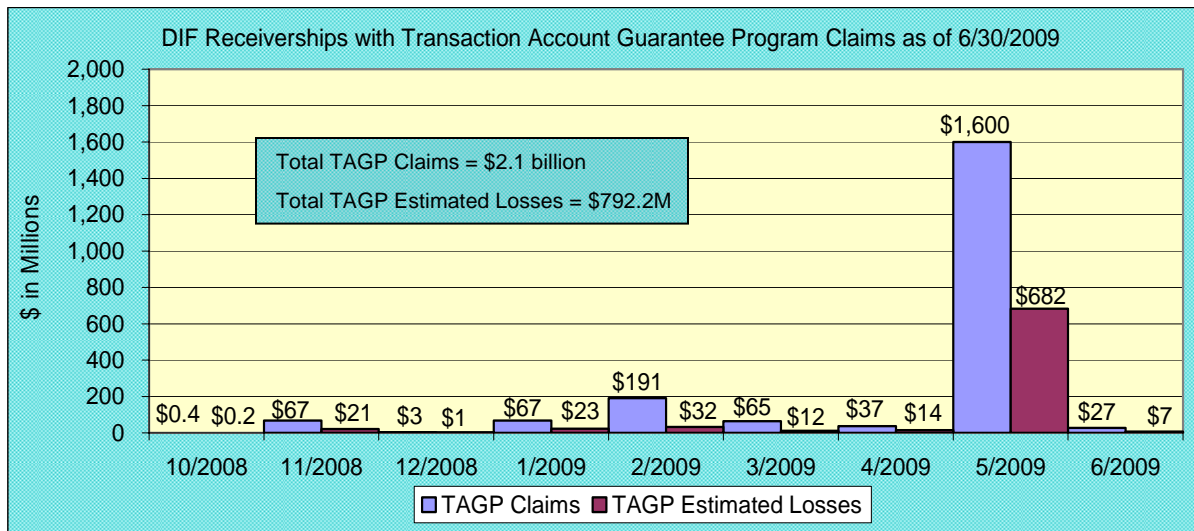 DIF Receiverships with Transaction Account Guarantee Program Claims as of 6/30/2009
$ in Millions
2,000
1,800
1,600
1,400
1,200
1,000
800
600
400
200
0
Total TAGP Claims = $2.1 billion
Total TAGP Estimated Losses = $792.2M
$0.4 $0.2 $67 $21 $3 $1 $67 $23 $191 $32 $65 $12 $37 $14 $1,600 $682 $27 $7
10/2008 11/2008 12/2008 1/2009 2/2009 3/2009 4/2009 5/2009 6/2009
TAGP Claims TAGP Estimated Losses